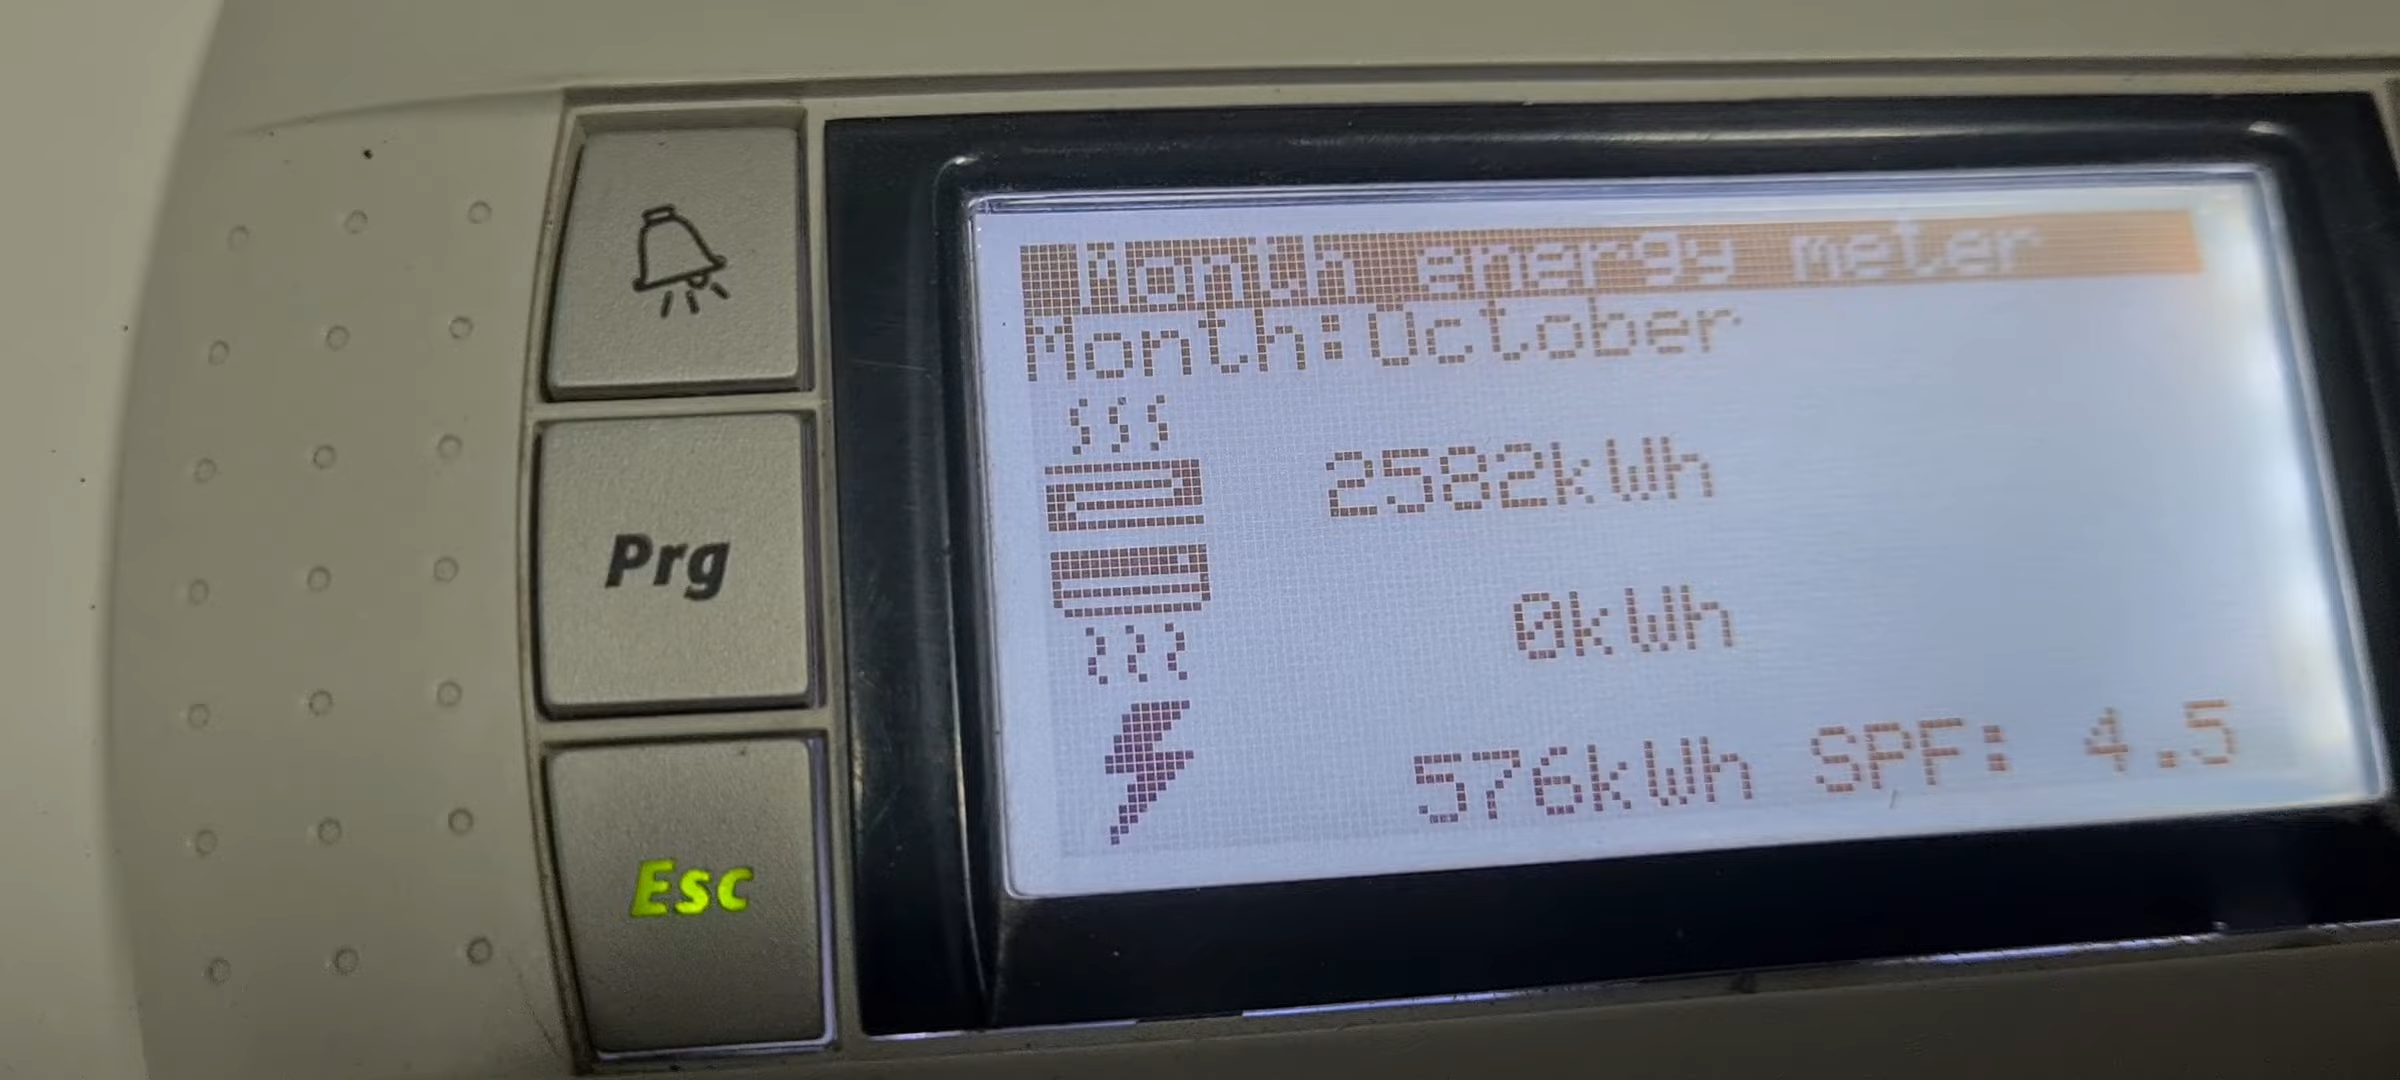 Month energy meter
Month:October
2582kWh
0kWh
576kWh SPF: 4.5
Prg
Esc